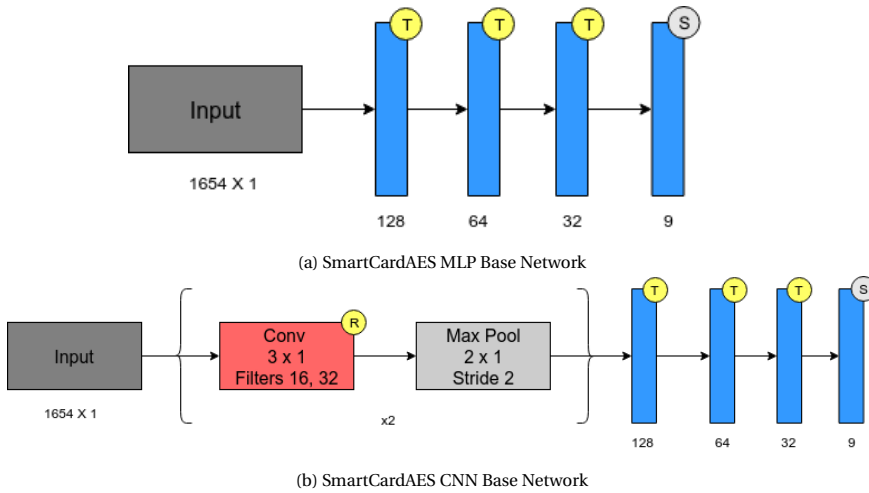 T
T
T
S
Input
1654 X 1
128
64
32
9
(a) SmartCardAES MLP Base Network
T
T
T
S
R
Input
Conv
3 x 1
Filters 16, 32
Max Pool
2 x 1
Stride 2
1654 X 1
x2
128
64
32
9
(b) SmartCardAES CNN Base Network